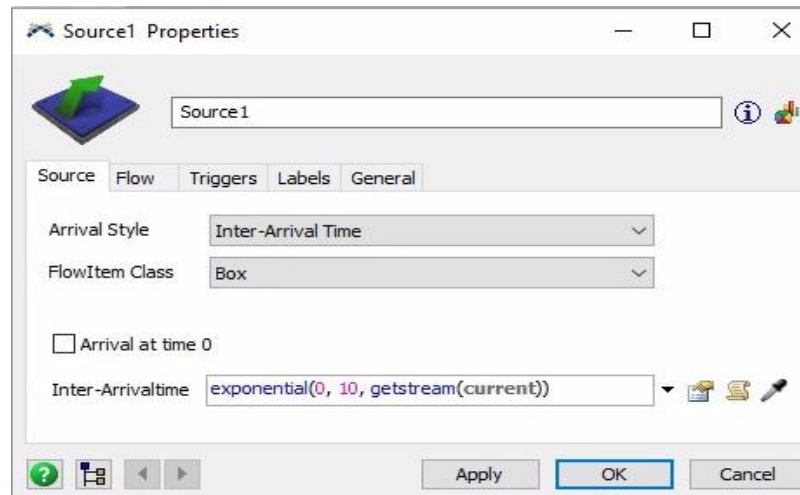 Source1 Properties
Source1
Source Flow Triggers Labels General
Arrival Style Inter-Arrival Time
FlowItem Class Box
Arrival at time 0
Inter-Arrivaltime exponential(0, 10, getstream(current))
Apply OK Cancel